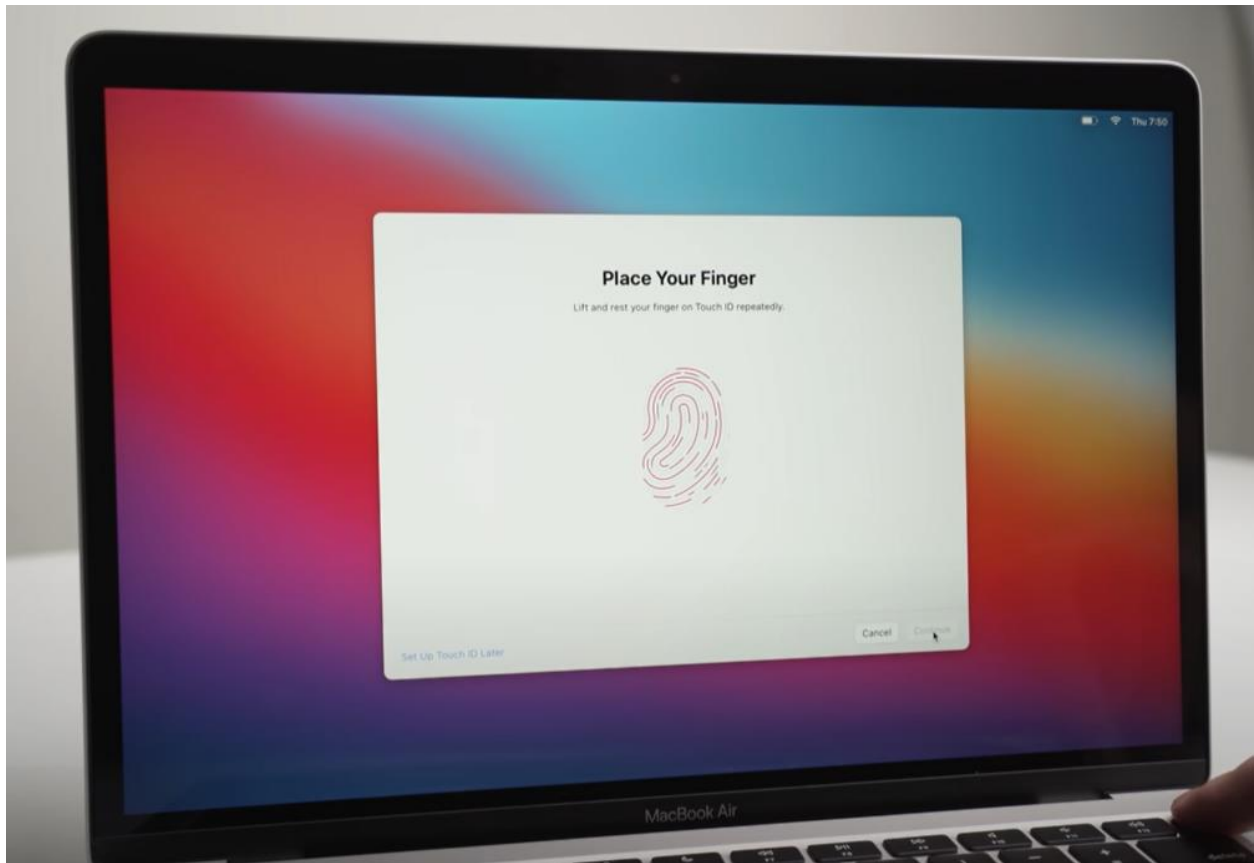 Thu 7:50
Place Your Finger
Lift and rest your finger on Touch ID repeatedly.
Cancel
Continue
Set Up Touch ID Later
MacBook Air